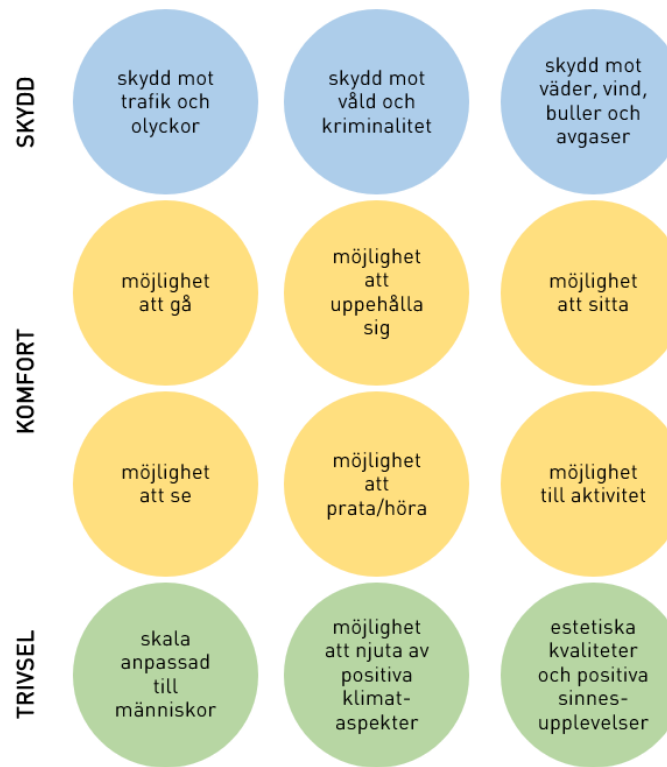 SKYDD
skydd mot
trafik och
olyckor
skydd mot
våld och
kriminalitet
skydd mot
väder, vind,
buller och
avgaser
KOMFORT
möjlighet
att gå
möjlighet
att
uppehålla
sig
möjlighet
att sitta
möjlighet
att se
möjlighet
att
prata/höra
möjlighet
till aktivitet
TRIVSEL
skala
anpassad
till
människor
möjlighet
att njuta av
positiva
klimat-
aspekter
estetiska
kvaliteter
och positiva
sinnes-
upplevelser